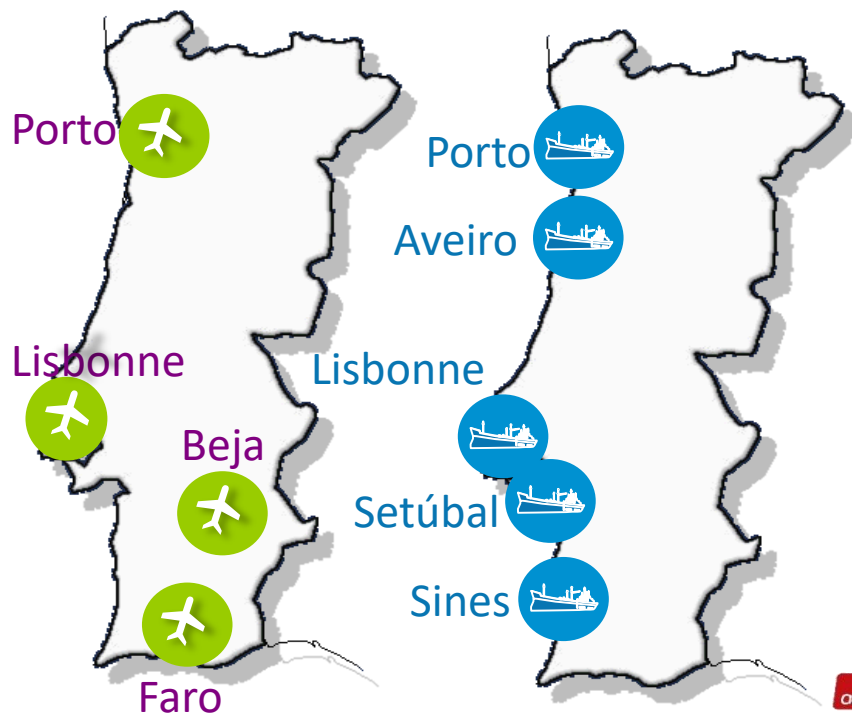 Porto
Lisbonne
Beja
Faro
Porto
Aveiro
Lisbonne
Setúbal
Sines